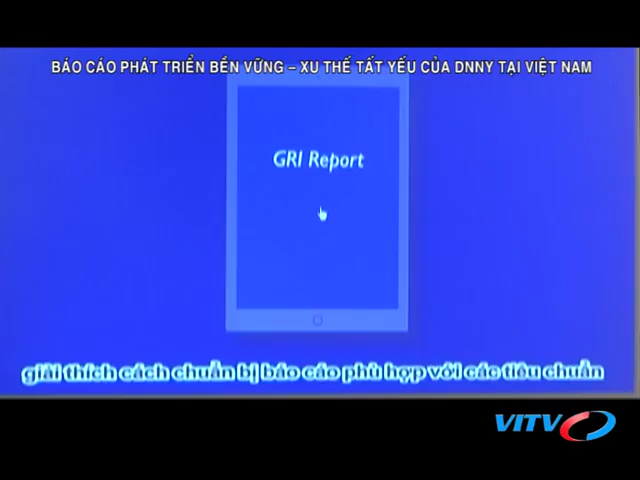 BÁO CÁO PHÁT TRIỂN BỀN VỮNG – XU THẾ TẤT YẾU CỦA DNNY TẠI VIỆT NAM
GRI Report
giải thích cách chuẩn bị báo cáo phù hợp với các tiêu chuẩn
VITV